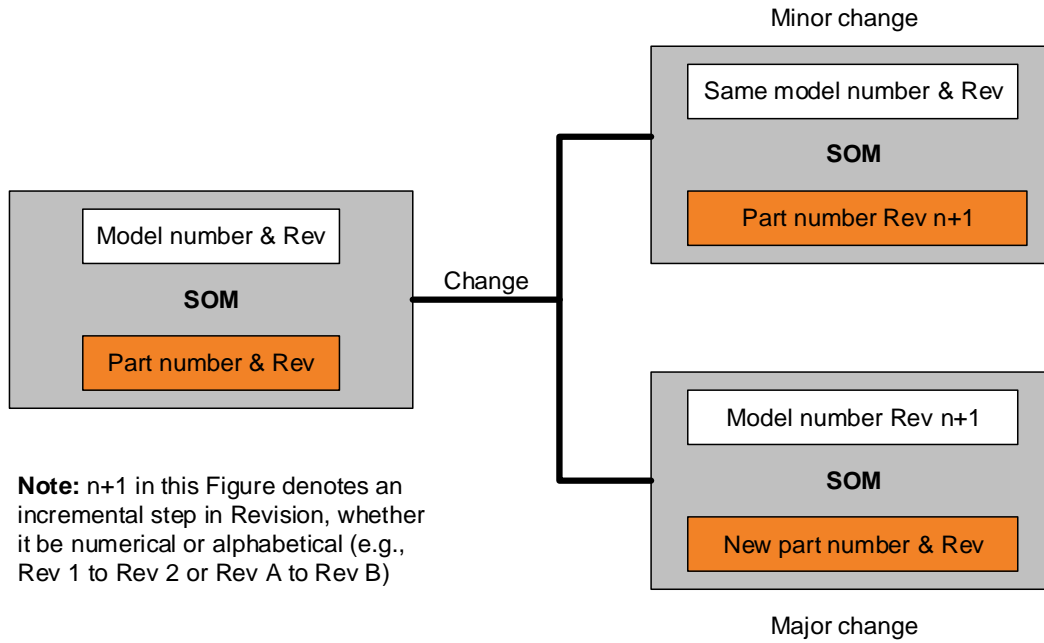 Minor change
Same model number & Rev
SOM
Part number Rev n+1
Model number & Rev
SOM
Part number & Rev
Change
Model number Rev n+1
SOM
New part number & Rev
Major change
Note: n+1 in this Figure denotes an
incremental step in Revision, whether
it be numerical or alphabetical (e.g.,
Rev 1 to Rev 2 or Rev A to Rev B)